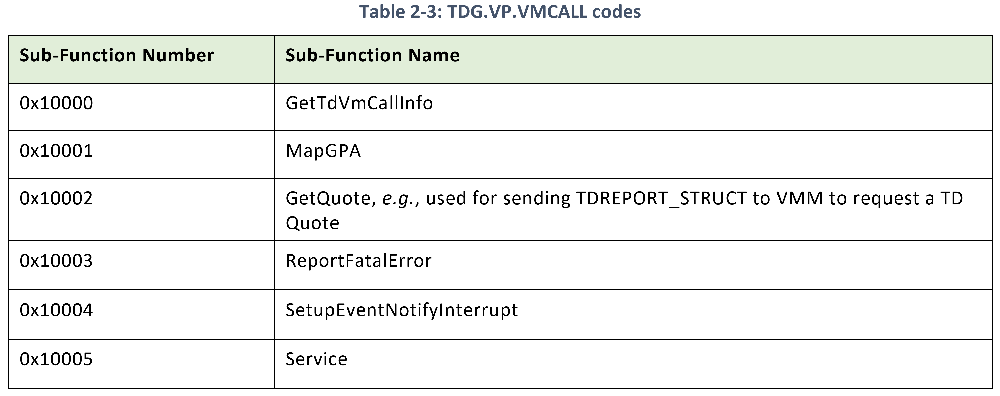 Table 2-3: TDG.VP.VMCALL codes
Sub-Function Number Sub-Function Name
0x10000 GetTdVmCallInfo
0x10001 MapGPA
0x10002 GetQuote, e.g., used for sending TDREPORT_STRUCT to VMM to request a TD
Quote
0x10003 ReportFatalError
0x10004 SetupEventNotifyInterrupt
0x10005 Service